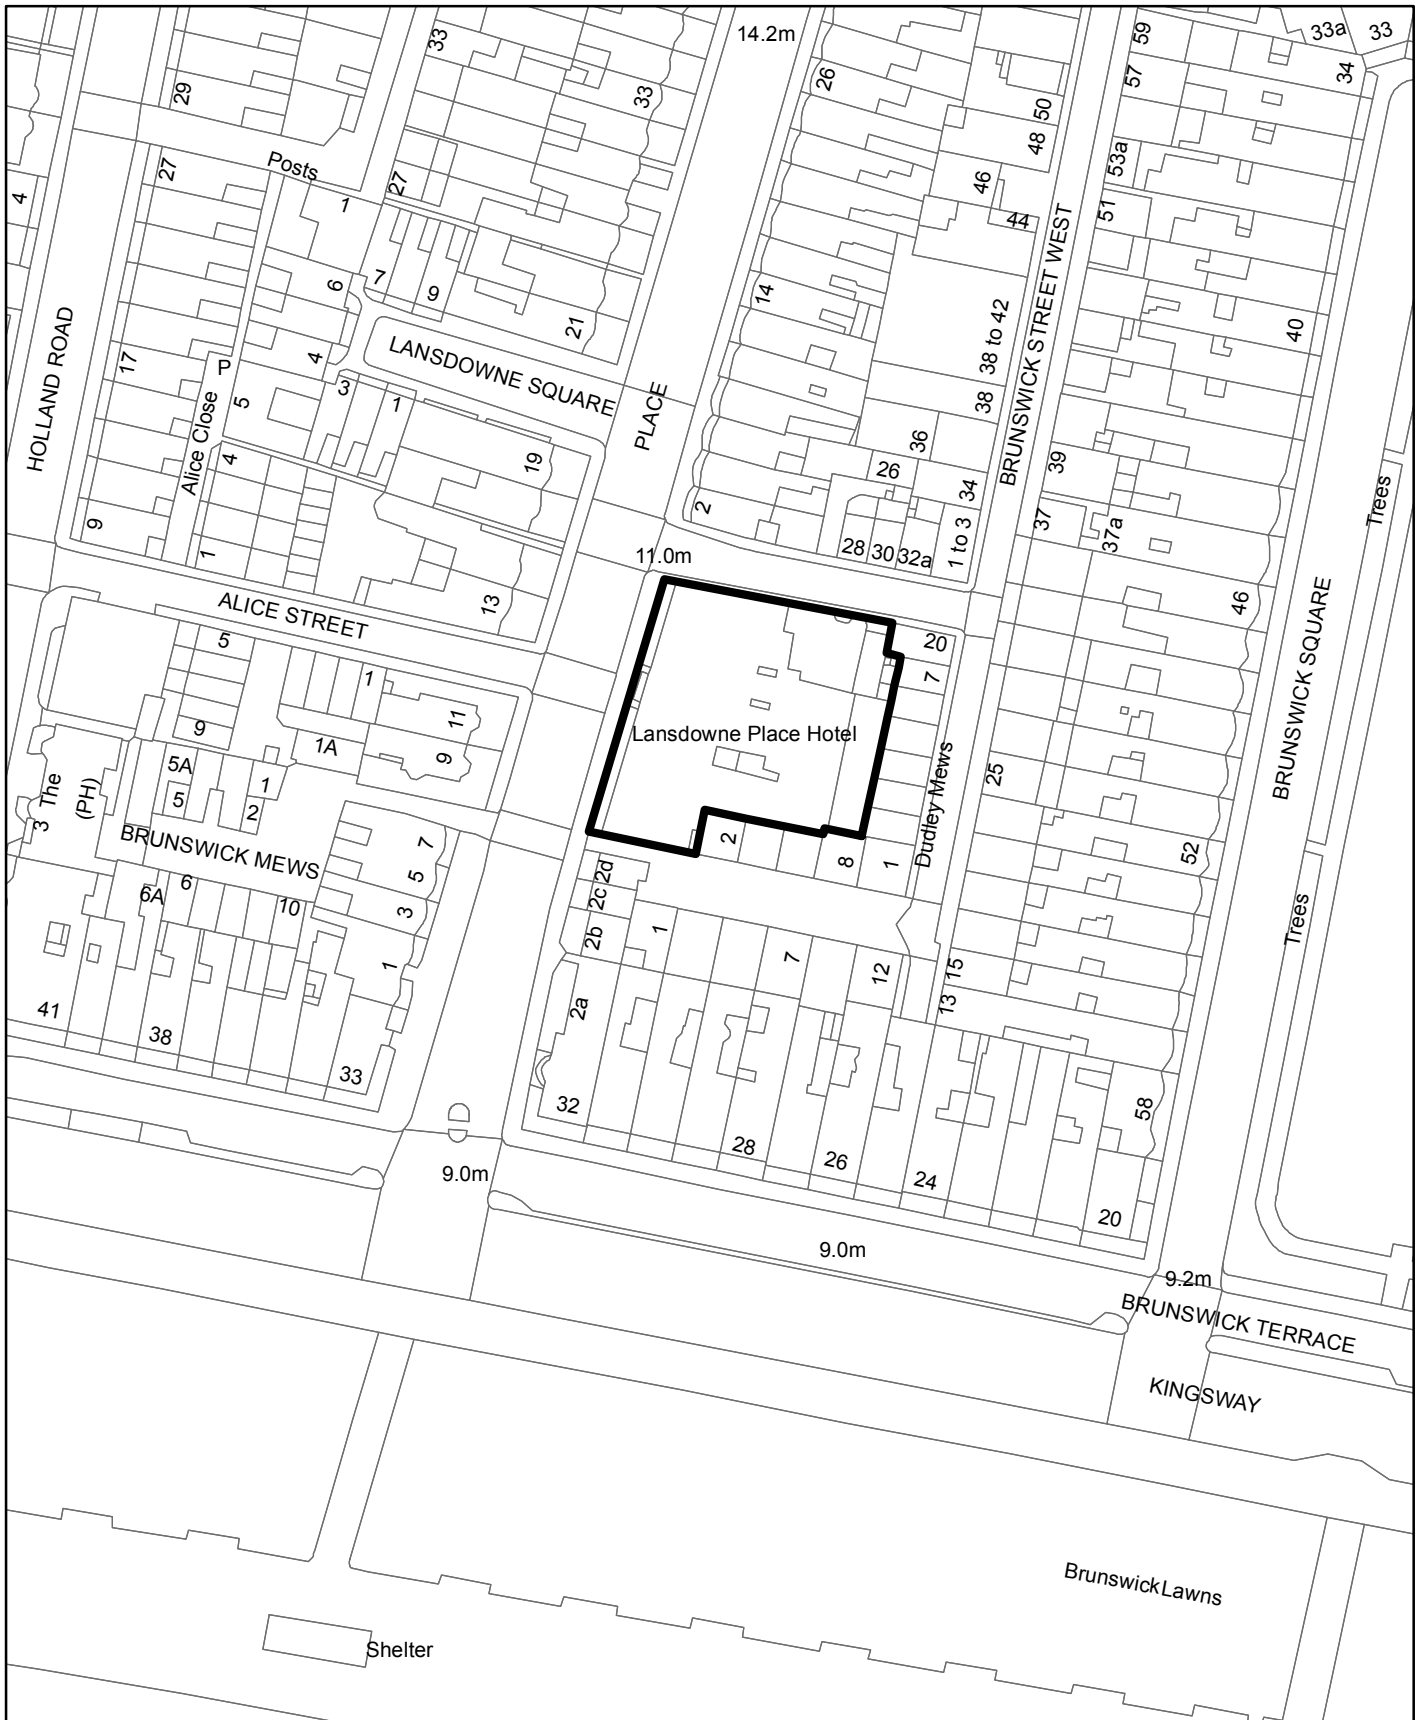 14.2m
33a
33
59
33
26
34
57
29
33
50
48
53a
Posts
27
27
46
4
1
51
44
6
7
9
14
21
40
38 to 42
BRUNSWICK STREET WEST
HOLLAND ROAD
LANSDOWNE SQUARE
PLACE
17
4
P
3
1
5
38
Alice Close
36
4
19
26
39
34
Trees
2
9
37
37a
1
11.0m
28
30
32a
1 to 3
13
46
ALICE STREET
BRUNSWICK SQUARE
5
20
1
7
11
9
1A
9
Lansdowne Place Hotel
5A
1
5
2
The
(PH)
3
25
Dudley Mews
BRUNSWICK MEWS
7
2
8
1
52
5
2d
6A
6
10
3
2c
Trees
2b
1
7
1
12
15
13
41
38
2a
33
32
58
28
26
24
9.0m
20
9.0m
9.2m
BRUNSWICK TERRACE
KINGSWAY
Brunswick Lawns
Shelter